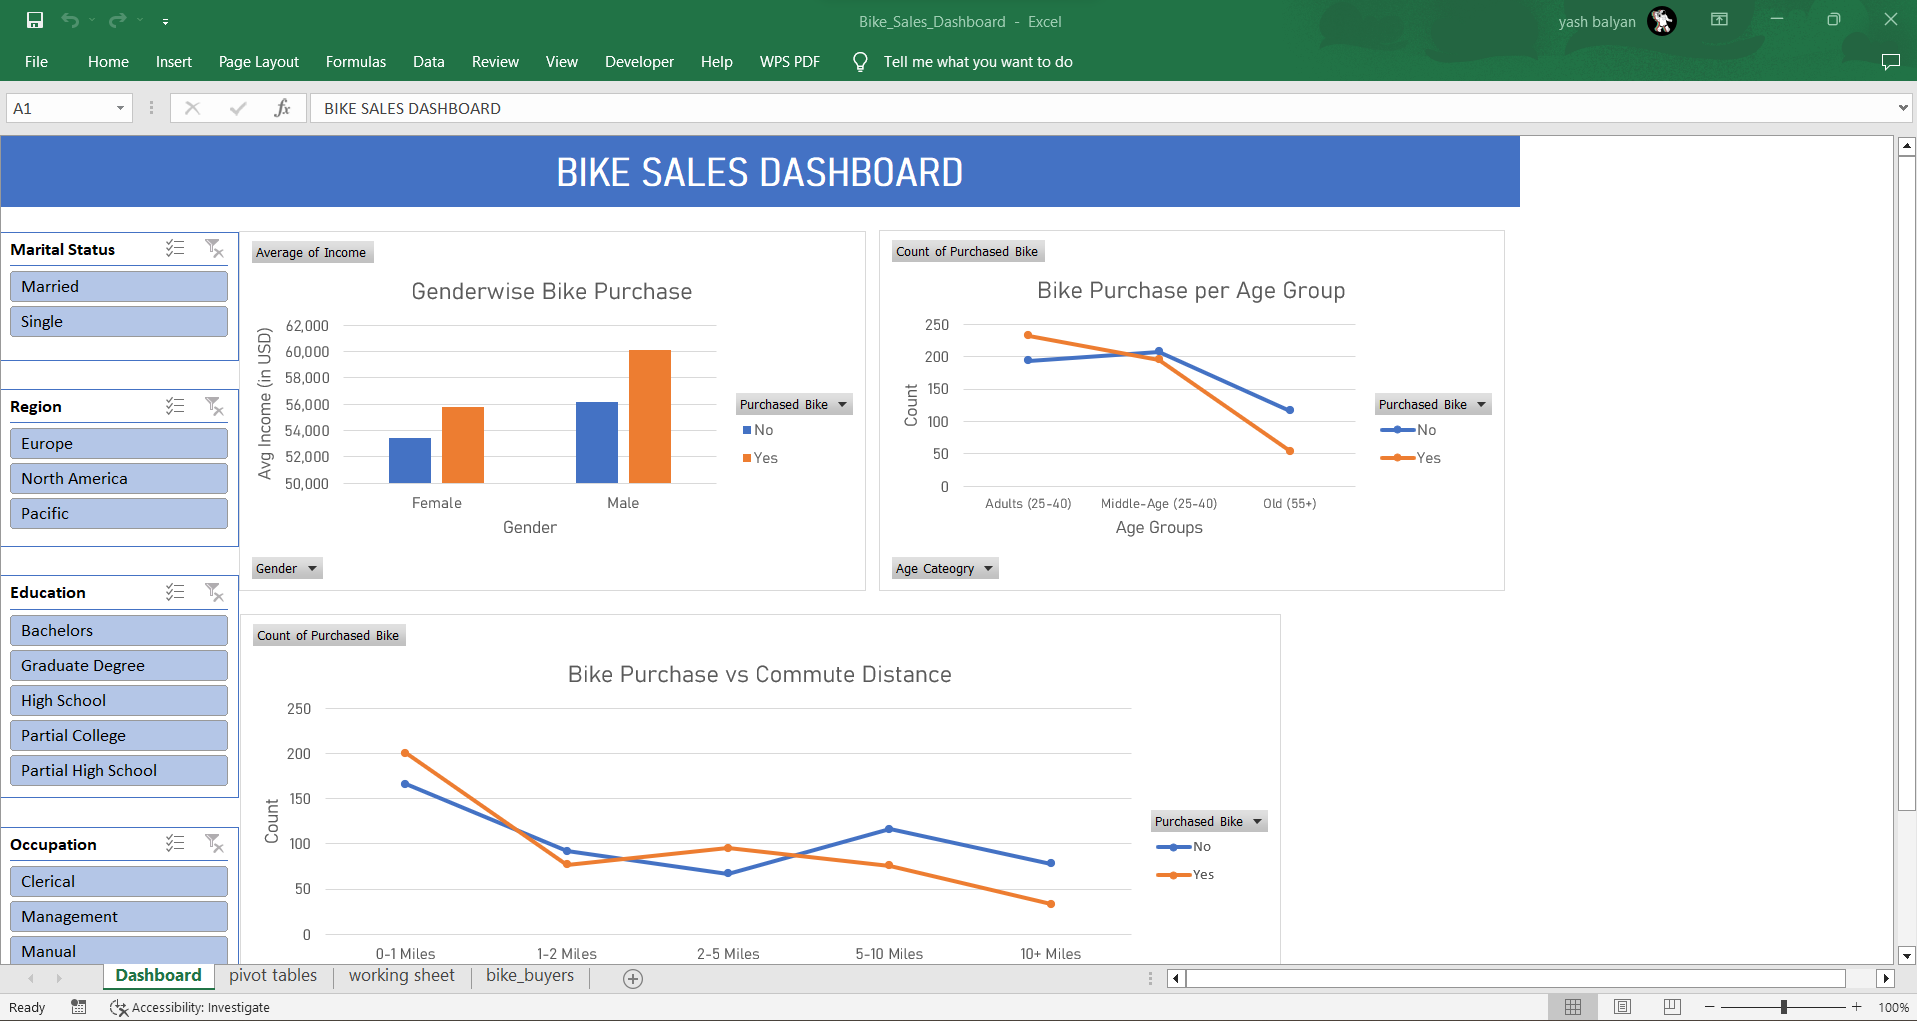 Bike_Sales_Dashboard - Excel
yash balyan
File Home Insert Page Layout Formulas Data Review View Developer Help WPS PDF Tell me what you want to do
A1
fx
BIKE SALES DASHBOARD
BIKE SALES DASHBOARD
Marital Status
Married
Single
Region
Europe
North America
Pacific
Education
Bachelors
Graduate Degree
High School
Partial College
Partial High School
Occupation
Clerical
Management
Manual
Average of Income
Genderwise Bike Purchase
Avg Income (in USD)
62,000
60,000
58,000
56,000
54,000
52,000
50,000
Female Male
Gender
Purchased Bike
No
Yes
Gender
Count of Purchased Bike
Bike Purchase per Age Group
Count
250
200
150
100
50
0
Adults (25-40) Middle-Age (25-40) Old (55+)
Age Groups
Purchased Bike
No
Yes
Age Cateogry
Count of Purchased Bike
Bike Purchase vs Commute Distance
Count
250
200
150
100
50
0
0-1 Miles 1-2 Miles 2-5 Miles 5-10 Miles 10+ Miles
Purchased Bike
No
Yes
Dashboard pivot tables working sheet bike_buyers
Ready Accessibility: Investigate 100%